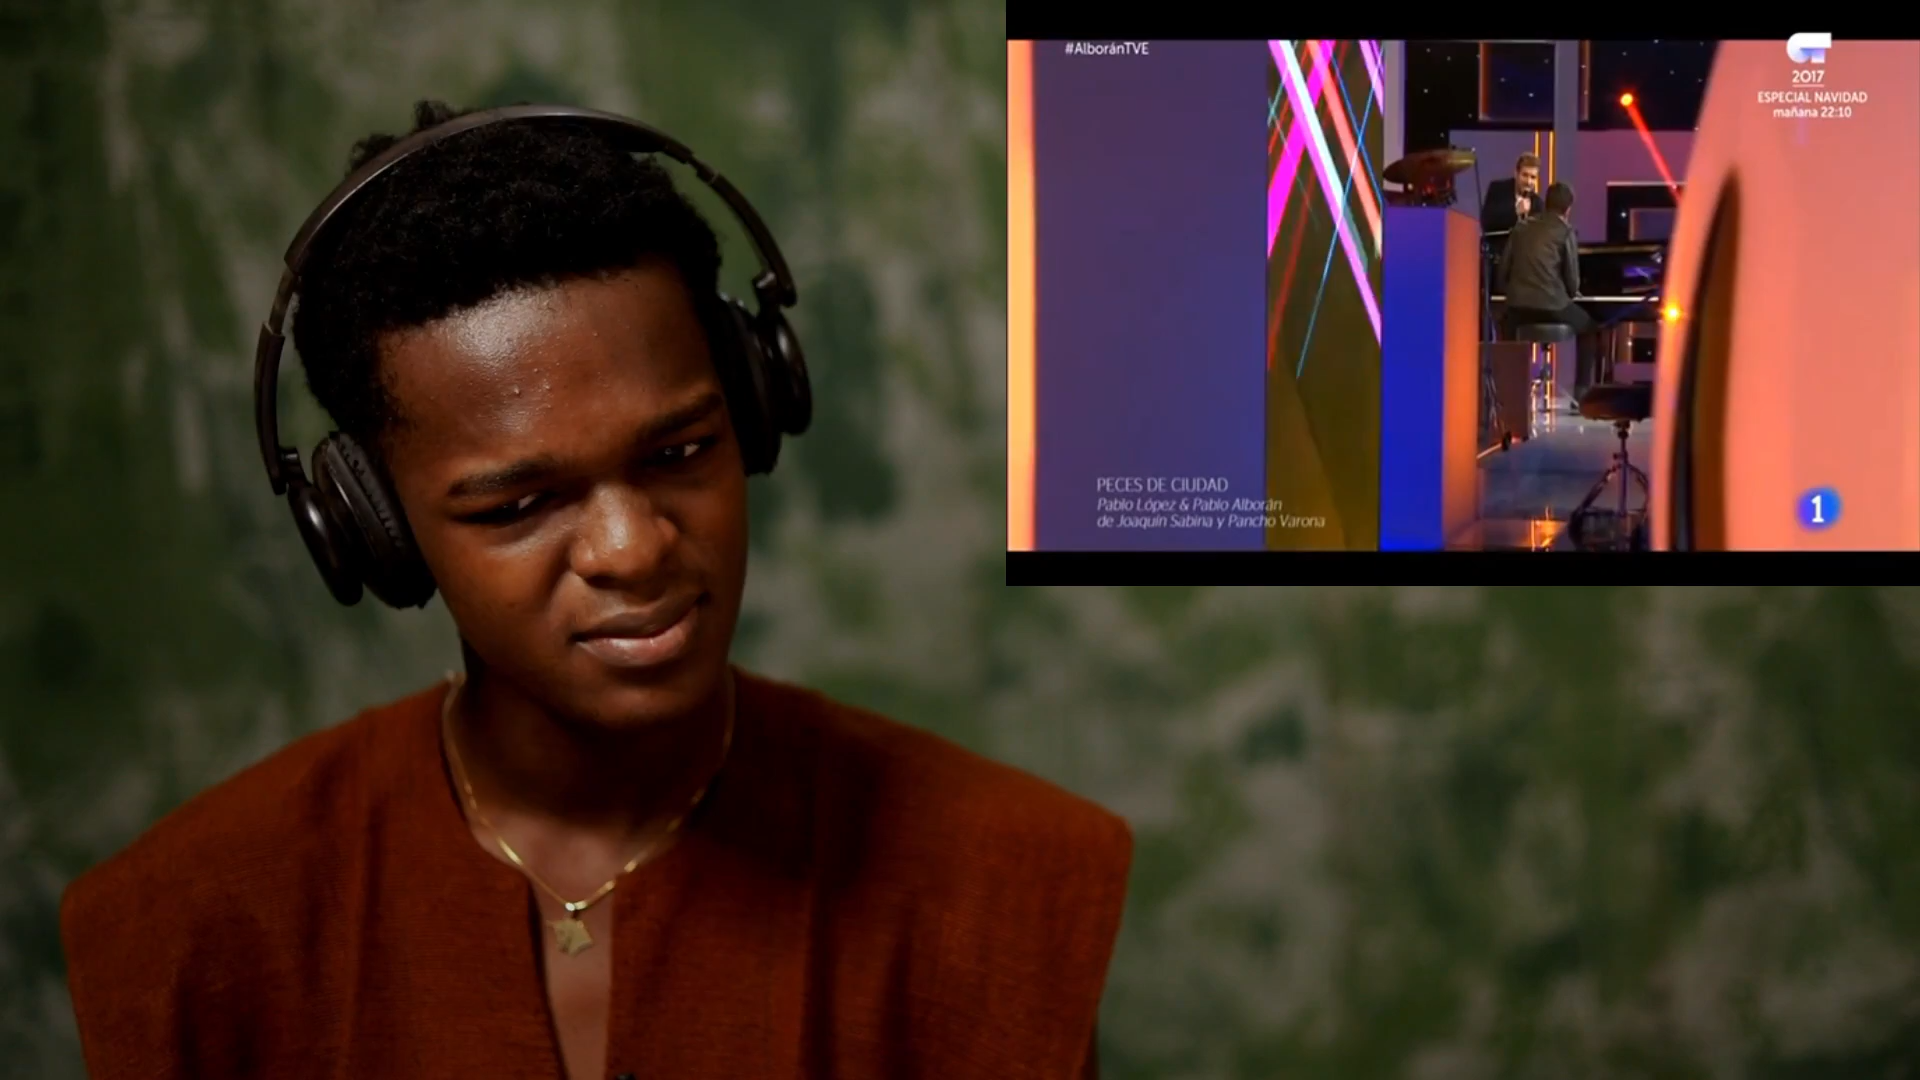 #AlboránTVE
2017
ESPECIAL NAVIDAD
mañana 22:10
PECES DE CIUDAD
Pablo López & Pablo Alborán
de Joaquín Sabina y Pancho Varona
1